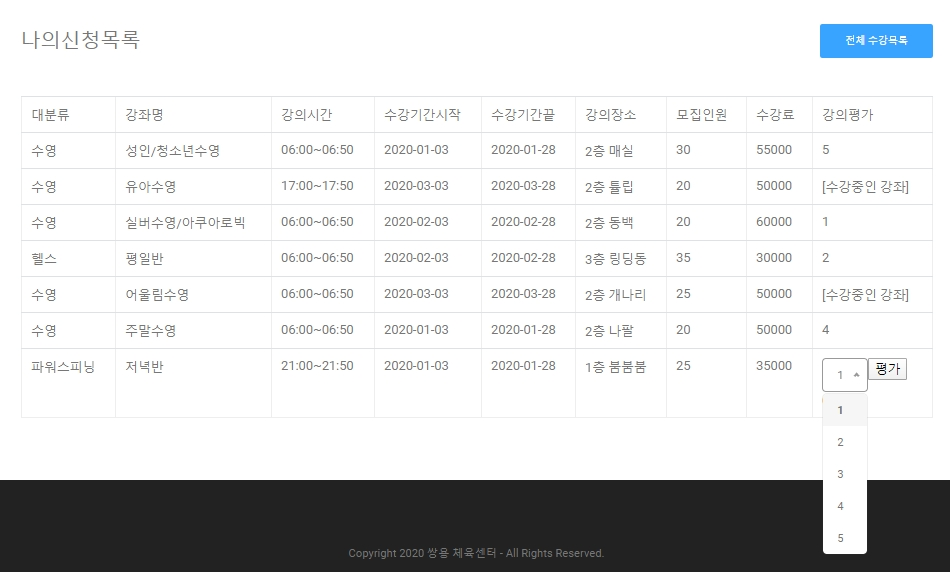 나의신청목록
전체 수강목록
대분류 강좌명 강의시간 수강기간시작 수강기간끝 강의장소 모집인원 수강료 강의평가
수영 성인/청소년수영 06:00~06:50 2020-01-03 2020-01-28 2층 매실 30 55000 5
수영 유아수영 17:00~17:50 2020-03-03 2020-03-28 2층 튤립 20 50000 [수강중인 강좌]
수영 실버수영/아쿠아로빅 06:00~06:50 2020-02-03 2020-02-28 2층 동백 20 60000 1
헬스 평일반 06:00~06:50 2020-02-03 2020-02-28 3층 링딩동 35 30000 2
수영 어울림수영 06:00~06:50 2020-03-03 2020-03-28 2층 개나리 25 50000 [수강중인 강좌]
수영 주말수영 06:00~06:50 2020-01-03 2020-01-28 2층 나팔 20 50000 4
파워스피닝 저녁반 21:00~21:50 2020-01-03 2020-01-28 1층 봄봄봄 25 35000 1 평가
1
2
3
4
5
Copyright 2020 쌍용 체육센터 - All Rights Reserved.